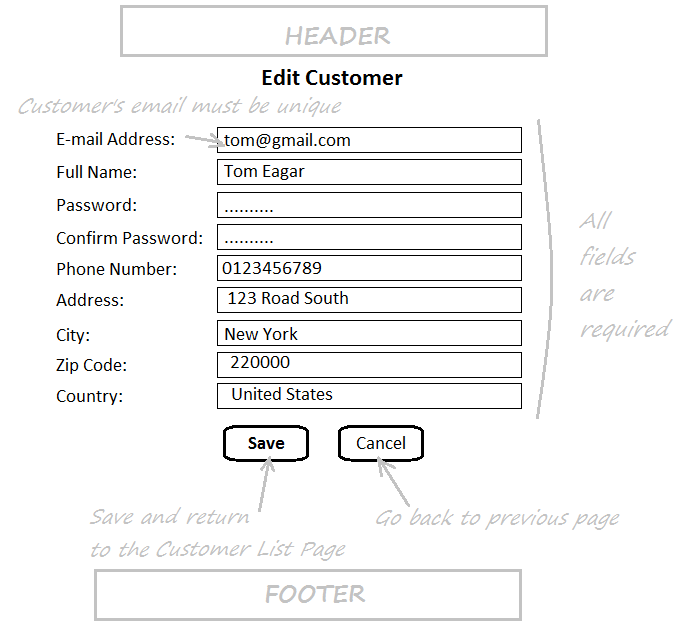 HEADER
Edit Customer
Customer's email must be unique
E-mail Address: tom@gmail.com
Full Name: Tom Eagar
Password: ..........
Confirm Password: ..........
Phone Number: 0123456789
Address: 123 Road South
City: New York
Zip Code: 220000
Country: United States
All
fields
are
required
Save Cancel
Save and return
to the Customer List Page
Go back to previous page
FOOTER